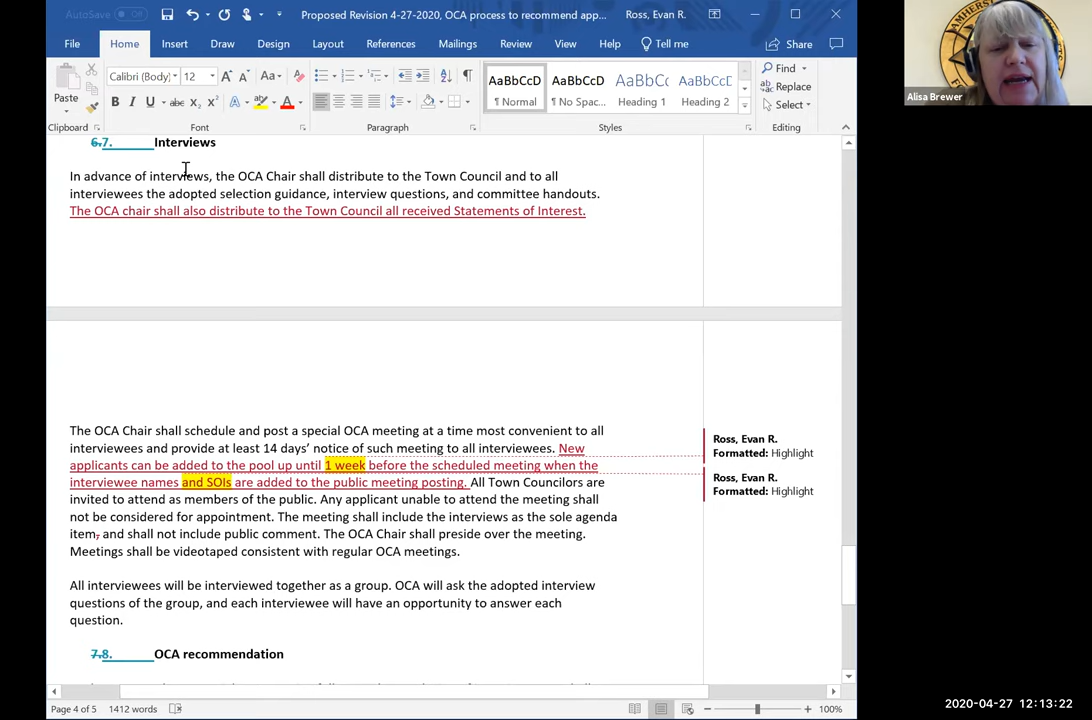 AutoSave Off
Proposed Revision 4-27-2020, OCA process to recommend app...
Ross, Evan R.
File Home Insert Draw Design Layout References Mailings Review View Help Tell me Share
Paste
Calibri (Body) 12 Aa
B I U abc x₂ x² A A
AaBbCcD AaBbCcD AaBbCc AaBbCcD
¶ Normal ¶ No Spac... Heading 1 Heading 2
Find
Replace
Select
Clipboard Font Paragraph Styles Editing
6.7. Interviews
In advance of interviews, the OCA Chair shall distribute to the Town Council and to all
interviewees the adopted selection guidance, interview questions, and committee handouts.
The OCA chair shall also distribute to the Town Council all received Statements of Interest.
The OCA Chair shall schedule and post a special OCA meeting at a time most convenient to all
interviewees and provide at least 14 days’ notice of such meeting to all interviewees. New
applicants can be added to the pool up until 1 week before the scheduled meeting when the
interviewee names and SOIs are added to the public meeting posting. All Town Councilors are
invited to attend as members of the public. Any applicant unable to attend the meeting shall
not be considered for appointment. The meeting shall include the interviews as the sole agenda
item, and shall not include public comment. The OCA Chair shall preside over the meeting.
Meetings shall be videotaped consistent with regular OCA meetings.
All interviewees will be interviewed together as a group. OCA will ask the adopted interview
questions of the group, and each interviewee will have an opportunity to answer each
question.
7.8. OCA recommendation
Ross, Evan R.
Formatted: Highlight
Ross, Evan R.
Formatted: Highlight
Page 4 of 5 1412 words 100%
AMHERST
Alisa Brewer
2020-04-27 12:13:22